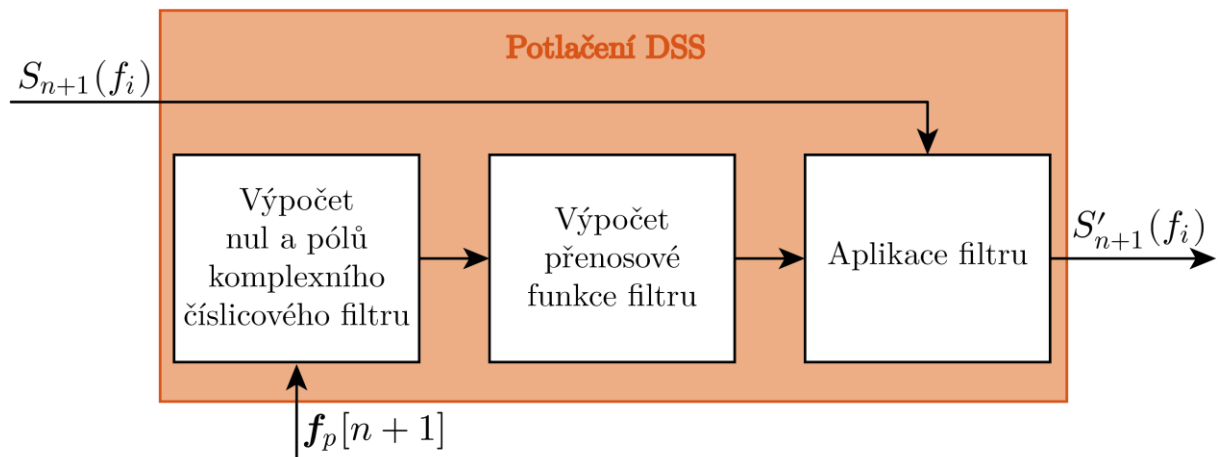 Potlačení DSS
S_{n+1}(f_i)
Výpočet
nul a pólů
komplexního
číslicového filtru
Výpočet
přenosové
funkce filtru
Aplikace filtru
S'_{n+1}(f_i)
f_p[n + 1]